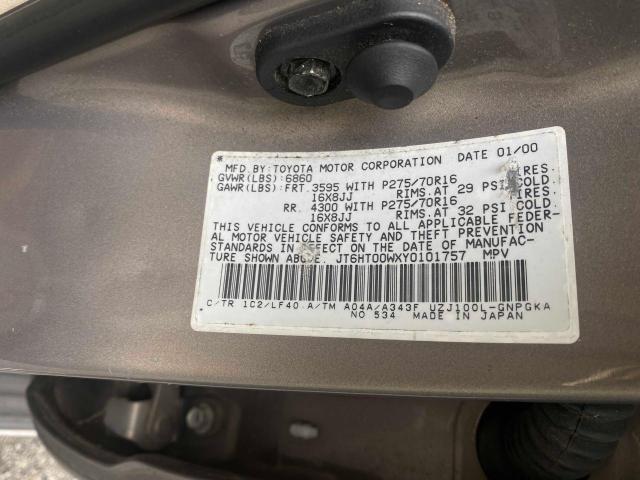 * MFD.BY:TOYOTA MOTOR CORPORATION DATE 01/00
GVWR(LBS):6860
GAWR(LBS):FRT.3595 WITH P275/70R16 TIRES.
16X8JJ RIMS.AT 29 PSI COLD.
RR. 4300 WITH P275/70R16 TIRES.
16X8JJ RIMS.AT 32 PSI COLD.
THIS VEHICLE CONFORMS TO ALL APPLICABLE FEDER-
AL MOTOR VEHICLE SAFETY AND THEFT PREVENTION
STANDARDS IN EFFECT ON THE DATE OF MANUFAC-
TURE SHOWN ABOVE. JT6HT00WXY0101757 MPV
C/TR 1C2/LF40 A/TM A04A/A343F UZJ100L-GNPGKA
NO 534 MADE IN JAPAN